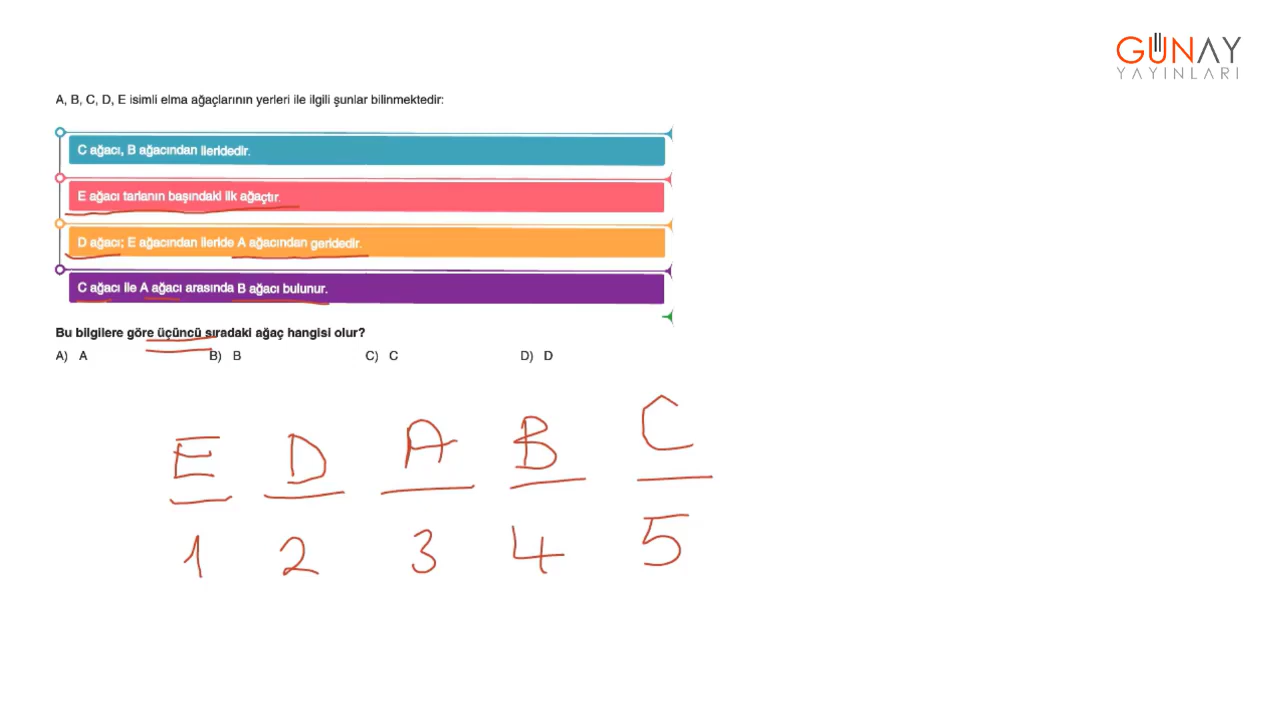 GÜNAY
YAYINLARI
A, B, C, D, E isimli elma ağaçlarının yerleri ile ilgili şunlar bilinmektedir:
C ağacı, B ağacından ileridedir.
E ağacı tarlanın başındaki ilk ağaçtır.
D ağacı; E ağacından ileride A ağacından geridedir.
C ağacı ile A ağacı arasında B ağacı bulunur.
Bu bilgilere göre üçüncü sıradaki ağaç hangisi olur?
A) A B) B C) C D) D
E D A B C
1 2 3 4 5